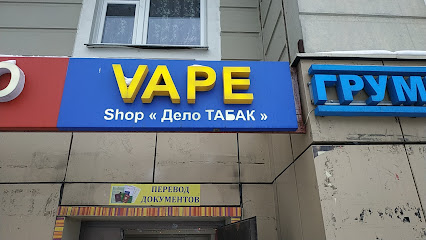 О
VAPE
Shop « Дело ТАБАК »
ГРУМ
ПЕРЕВОД
ДОКУМЕНТОВ